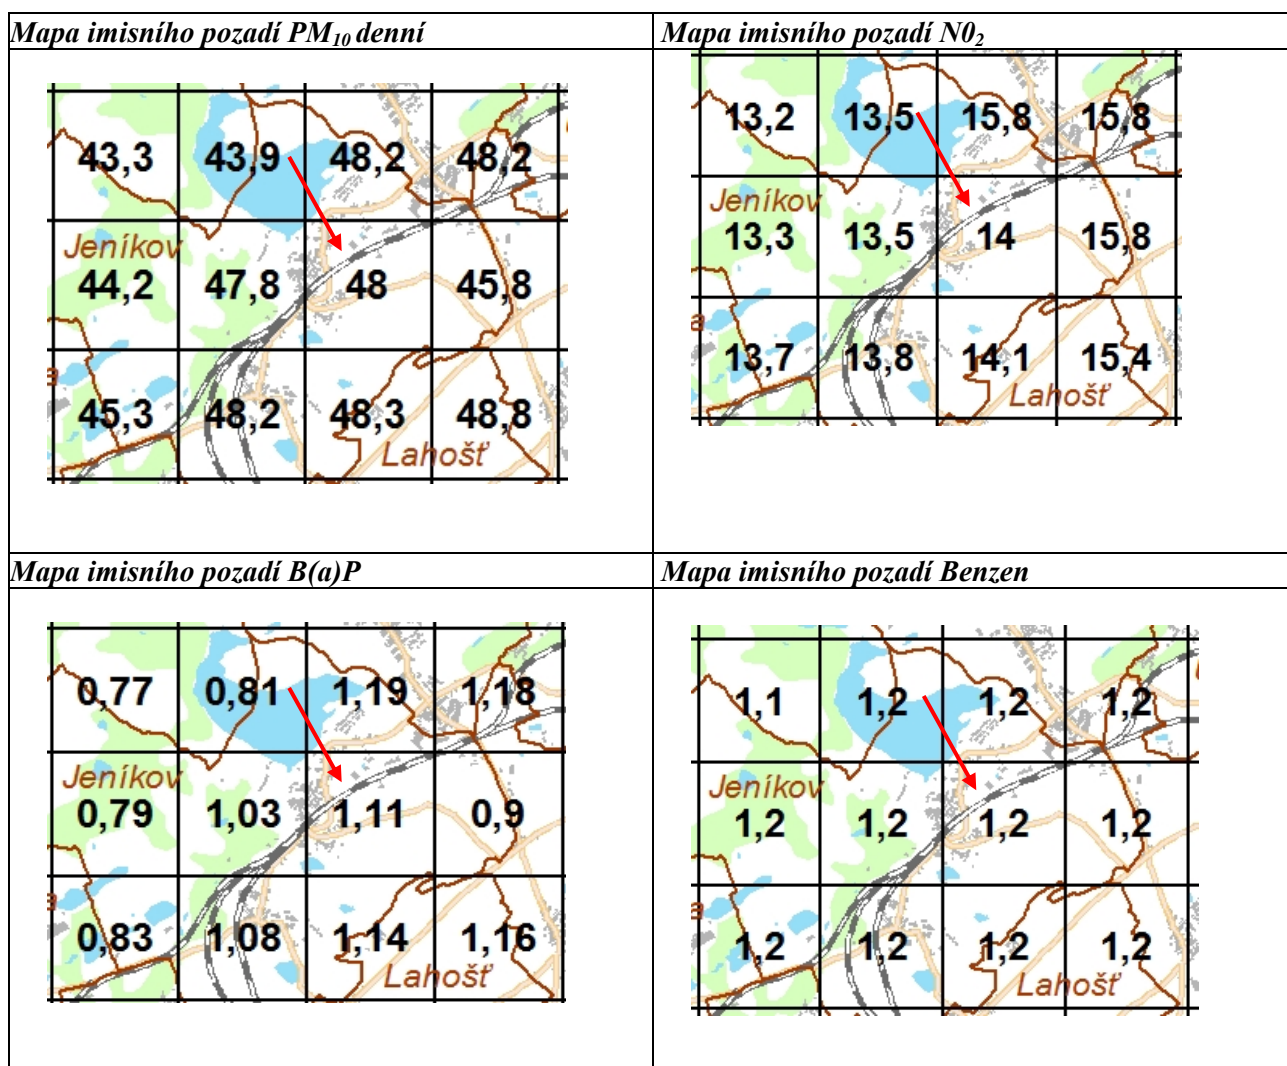 Mapa imisního pozadí PM10 denní
Mapa imisního pozadí N02
43,3 43,9 48,2 48,2
Jeníkov
44,2 47,8 48 45,8
45,3 48,2 48,3 48,8
Lahošť
13,2 13,5 15,8 15,8
Jeníkov
13,3 13,5 14 15,8
a
13,7 13,8 14,1 15,4
Lahošť
Mapa imisního pozadí B(a)P
Mapa imisního pozadí Benzen
0,77 0,81 1,19 1,18
Jeníkov
0,79 1,03 1,11 0,9
0,83 1,08 1,14 1,16
Lahošť
1,1 1,2 1,2 1,2
Jeníkov
1,2 1,2 1,2 1,2
a
1,2 1,2 1,2 1,2
Lahošť